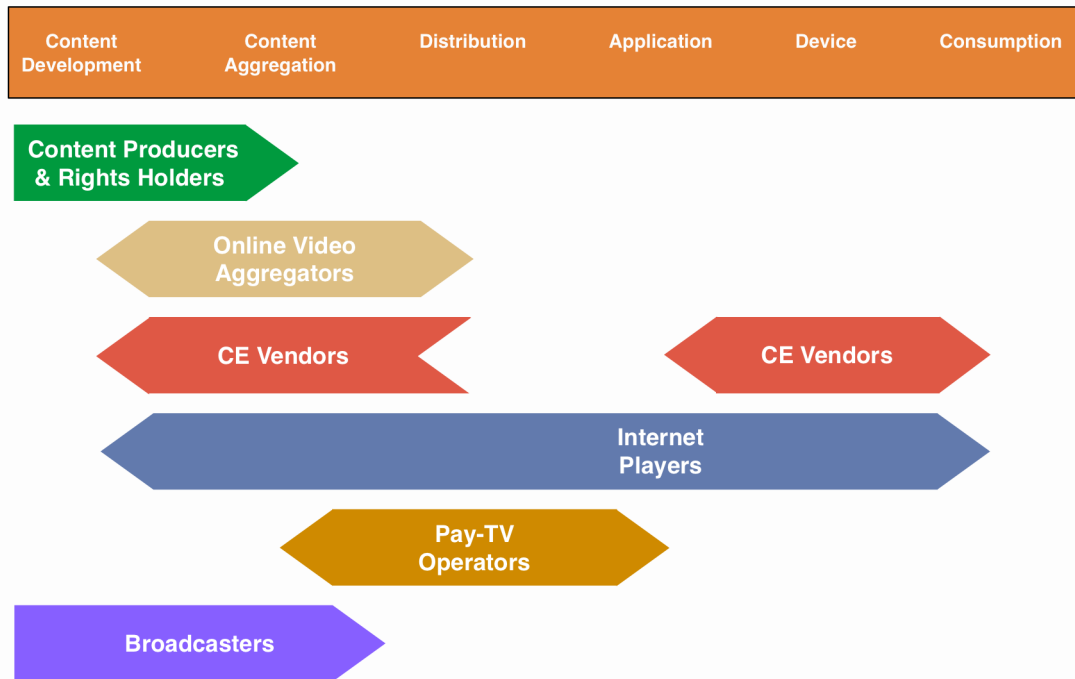 Content
Development
Content
Aggregation
Distribution
Application
Device
Consumption
Content Producers
& Rights Holders
Online Video
Aggregators
CE Vendors
CE Vendors
Internet
Players
Pay-TV
Operators
Broadcasters